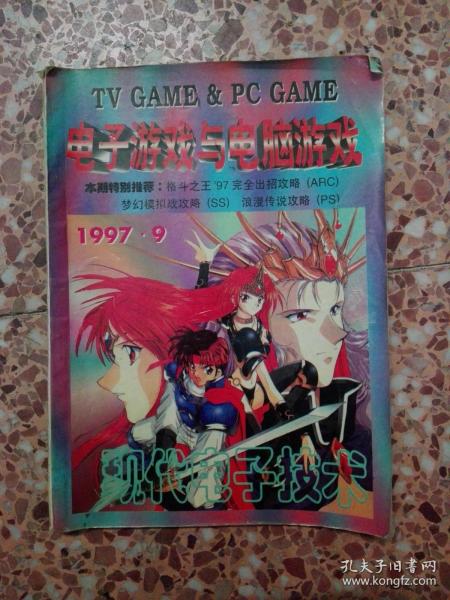 TV GAME & PC GAME
电子游戏与电脑游戏
本期特别推荐：格斗之王'97 完全出招攻略（ARC）
梦幻模拟战攻略（SS） 浪漫传说攻略（PS）
1997·9
现代电子技术
孔夫子旧书网
www.kongfz.com